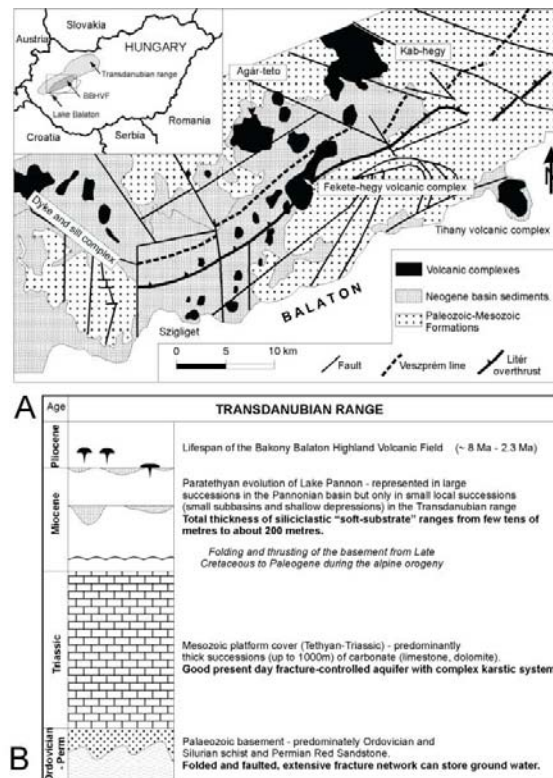 Slovakia
Austria
HUNGARY
Transdanubian range
BBHVF
Lake Balaton
Romania
Croatia
Serbia
Kab-hegy
Agár-teto
N
Fekete-hegy volcanic complex
Tihany volcanic complex
Dyke and sill complex
Szigliget
BALATON
Volcanic complexes
Neogene basin sediments
Paleozoic-Mesozoic
Formations
0 5 10 km
Fault
Veszprém line
Litér
overthrust
A
Age
TRANSDANUBIAN RANGE
Pliocene
Lifespan of the Bakony Balaton Highland Volcanic Field (~ 8 Ma - 2.3 Ma)
Miocene
Paratethyan evolution of Lake Pannon - represented in large
successions in the Pannonian basin but only in small local successions
(small subbasins and shallow depressions) in the Transdanubian range
Total thickness of siliciclastic "soft-substrate" ranges from few tens of
metres to about 200 metres.
Folding and thrusting of the basement from Late
Cretaceous to Paleogene during the alpine orogeny
Triassic
Mesozoic platform cover (Tethyan-Triassic) - predominantly
thick successions (up to 1000m) of carbonate (limestone, dolomite).
Good present day fracture-controlled aquifer with complex karstic system
B
Ordovician - Perm
Palaeozoic basement - predominately Ordovician and
Silurian schist and Permian Red Sandstone.
Folded and faulted, extensive fracture network can store ground water.